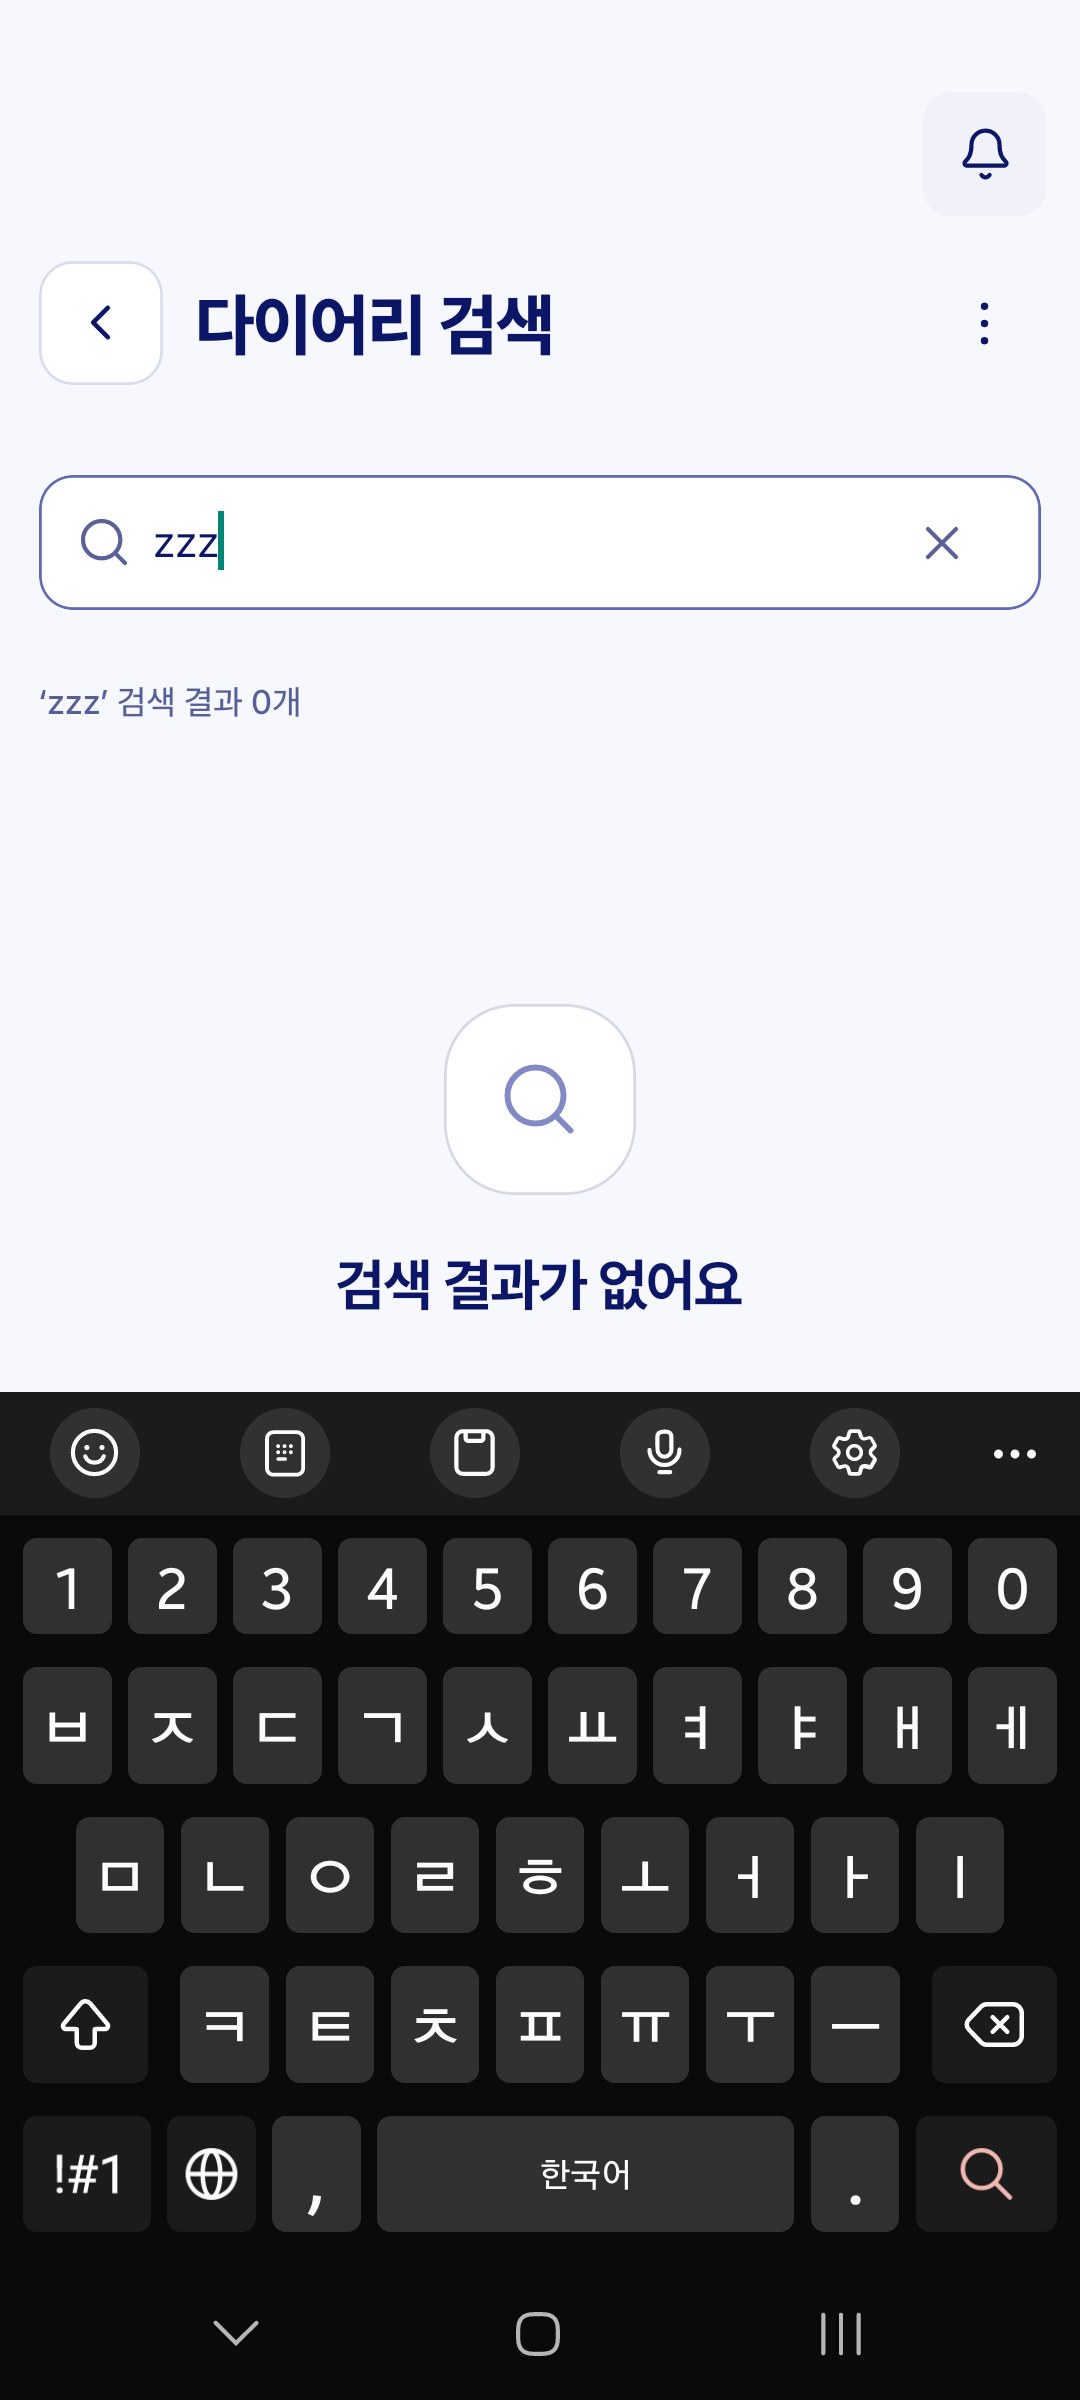 다이어리 검색
zzz
‘zzz’ 검색 결과 0개
검색 결과가 없어요
1 2 3 4 5 6 7 8 9 0
ㅂ ㅈ ㄷ ㄱ ㅅ ㅛ ㅕ ㅑ ㅐ ㅔ
ㅁ ㄴ ㅇ ㄹ ㅎ ㅗ ㅓ ㅏ ㅣ
ㅋ ㅌ ㅊ ㅍ ㅠ ㅜ ㅡ
!#1 , 한국어 .